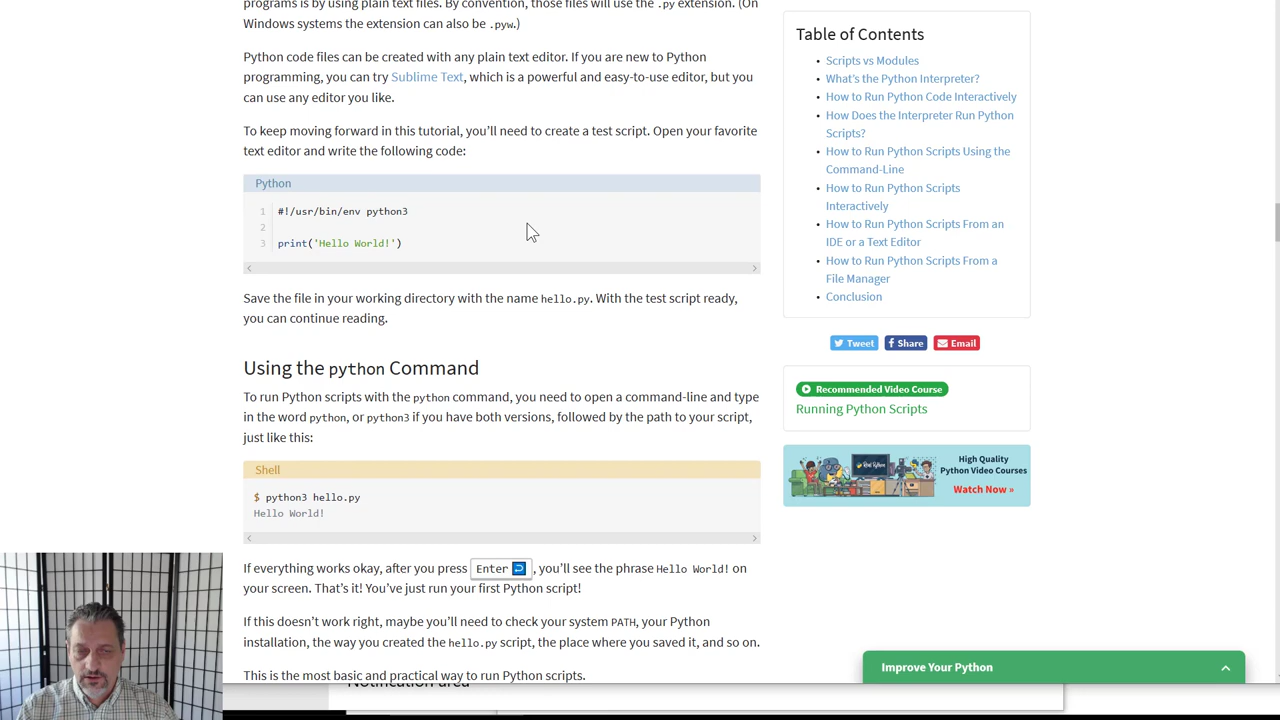 programs is by using plain text files. By convention, those files will use the .py extension. (On
Windows systems the extension can also be .pyw.)
Python code files can be created with any plain text editor. If you are new to Python
programming, you can try Sublime Text, which is a powerful and easy-to-use editor, but you
can use any editor you like.
To keep moving forward in this tutorial, you'll need to create a test script. Open your favorite
text editor and write the following code:
Python
1 #!/usr/bin/env python3
2
3 print('Hello World!')
Save the file in your working directory with the name hello.py. With the test script ready,
you can continue reading.
Using the python Command
To run Python scripts with the python command, you need to open a command-line and type
in the word python, or python3 if you have both versions, followed by the path to your script,
just like this:
Shell
$ python3 hello.py
Hello World!
If everything works okay, after you press Enter, you'll see the phrase Hello World! on
your screen. That's it! You've just run your first Python script!
If this doesn't work right, maybe you'll need to check your system PATH, your Python
installation, the way you created the hello.py script, the place where you saved it, and so on.
This is the most basic and practical way to run Python scripts.
Notification area
Table of Contents
• Scripts vs Modules
• What's the Python Interpreter?
• How to Run Python Code Interactively
• How Does the Interpreter Run Python
Scripts?
• How to Run Python Scripts Using the
Command-Line
• How to Run Python Scripts
Interactively
• How to Run Python Scripts From an
IDE or a Text Editor
• How to Run Python Scripts From a
File Manager
• Conclusion
Tweet
Share
Email
Recommended Video Course
Running Python Scripts
Real Python
High Quality
Python Video Courses
Watch Now »
Improve Your Python